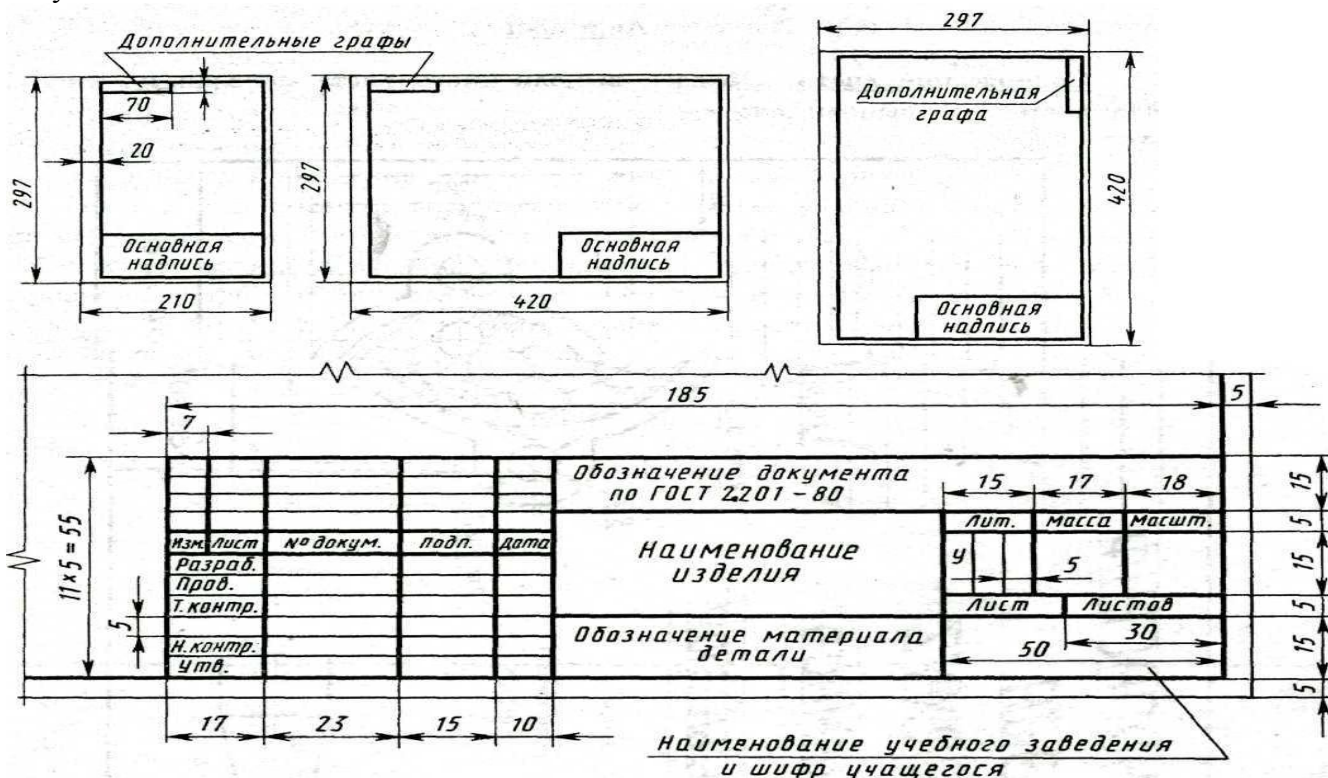 Дополнительные графы
297
70
20
297
Основная
надпись
210
297
Основная
надпись
420
297
Дополнительная
графа
420
Основная
надпись
185
5
7
11×5=55
5
Обозначение документа
по ГОСТ 2.201-80
15
17
18
15
Изм.
Лист
№ докум.
Подп.
Дата
Разраб.
Пров.
Т.контр.
Н.контр.
Утв.
Наименование
изделия
Лит.
Масса
Масшт.
5
У
5
15
Лист
Листов
5
Обозначение материала
детали
30
50
15
5
17
23
15
10
Наименование учебного заведения
и шифр учащегося